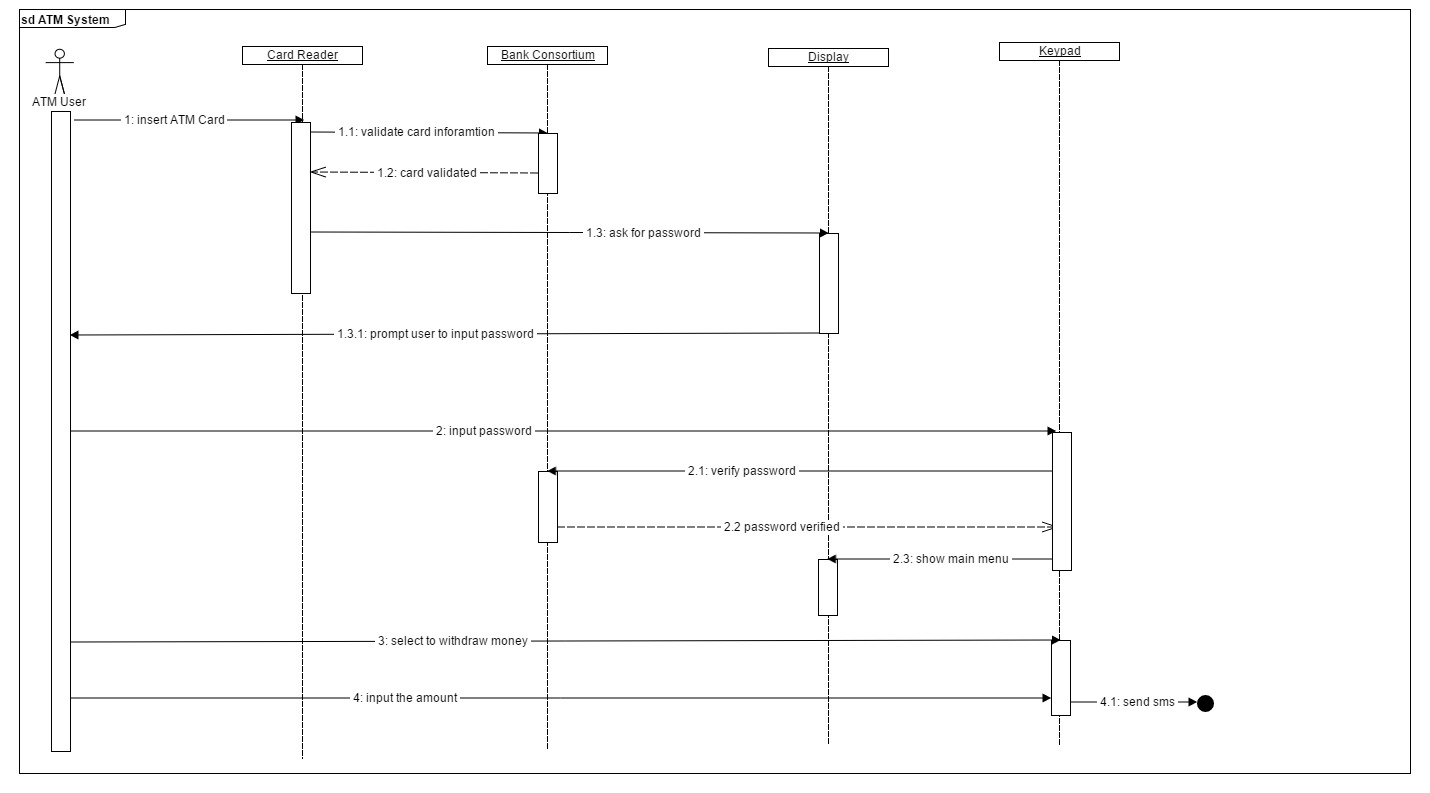 sd ATM System
ATM User
Card Reader
Bank Consortium
Display
Keypad
1: insert ATM Card
1.1: validate card inforamtion
1.2: card validated
1.3: ask for password
1.3.1: prompt user to input password
2: input password
2.1: verify password
2.2 password verified
2.3: show main menu
3: select to withdraw money
4: input the amount
4.1: send sms